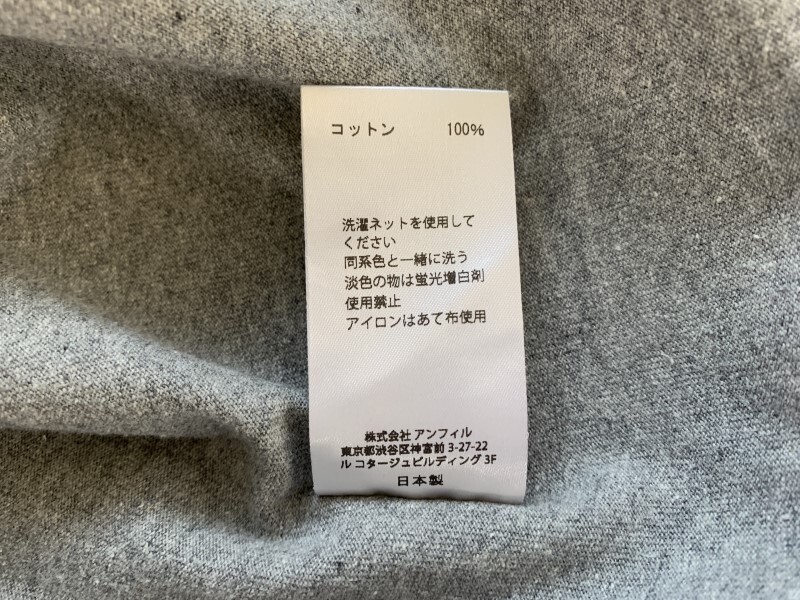 コットン 100%
洗濯ネットを使用して
ください
同系色と一緒に洗う
淡色の物は蛍光増白剤
使用禁止
アイロンはあて布使用
株式会社 アンフィル
東京都渋谷区神宮前 3-27-22
ル コタージュビルディング 3F
日本製